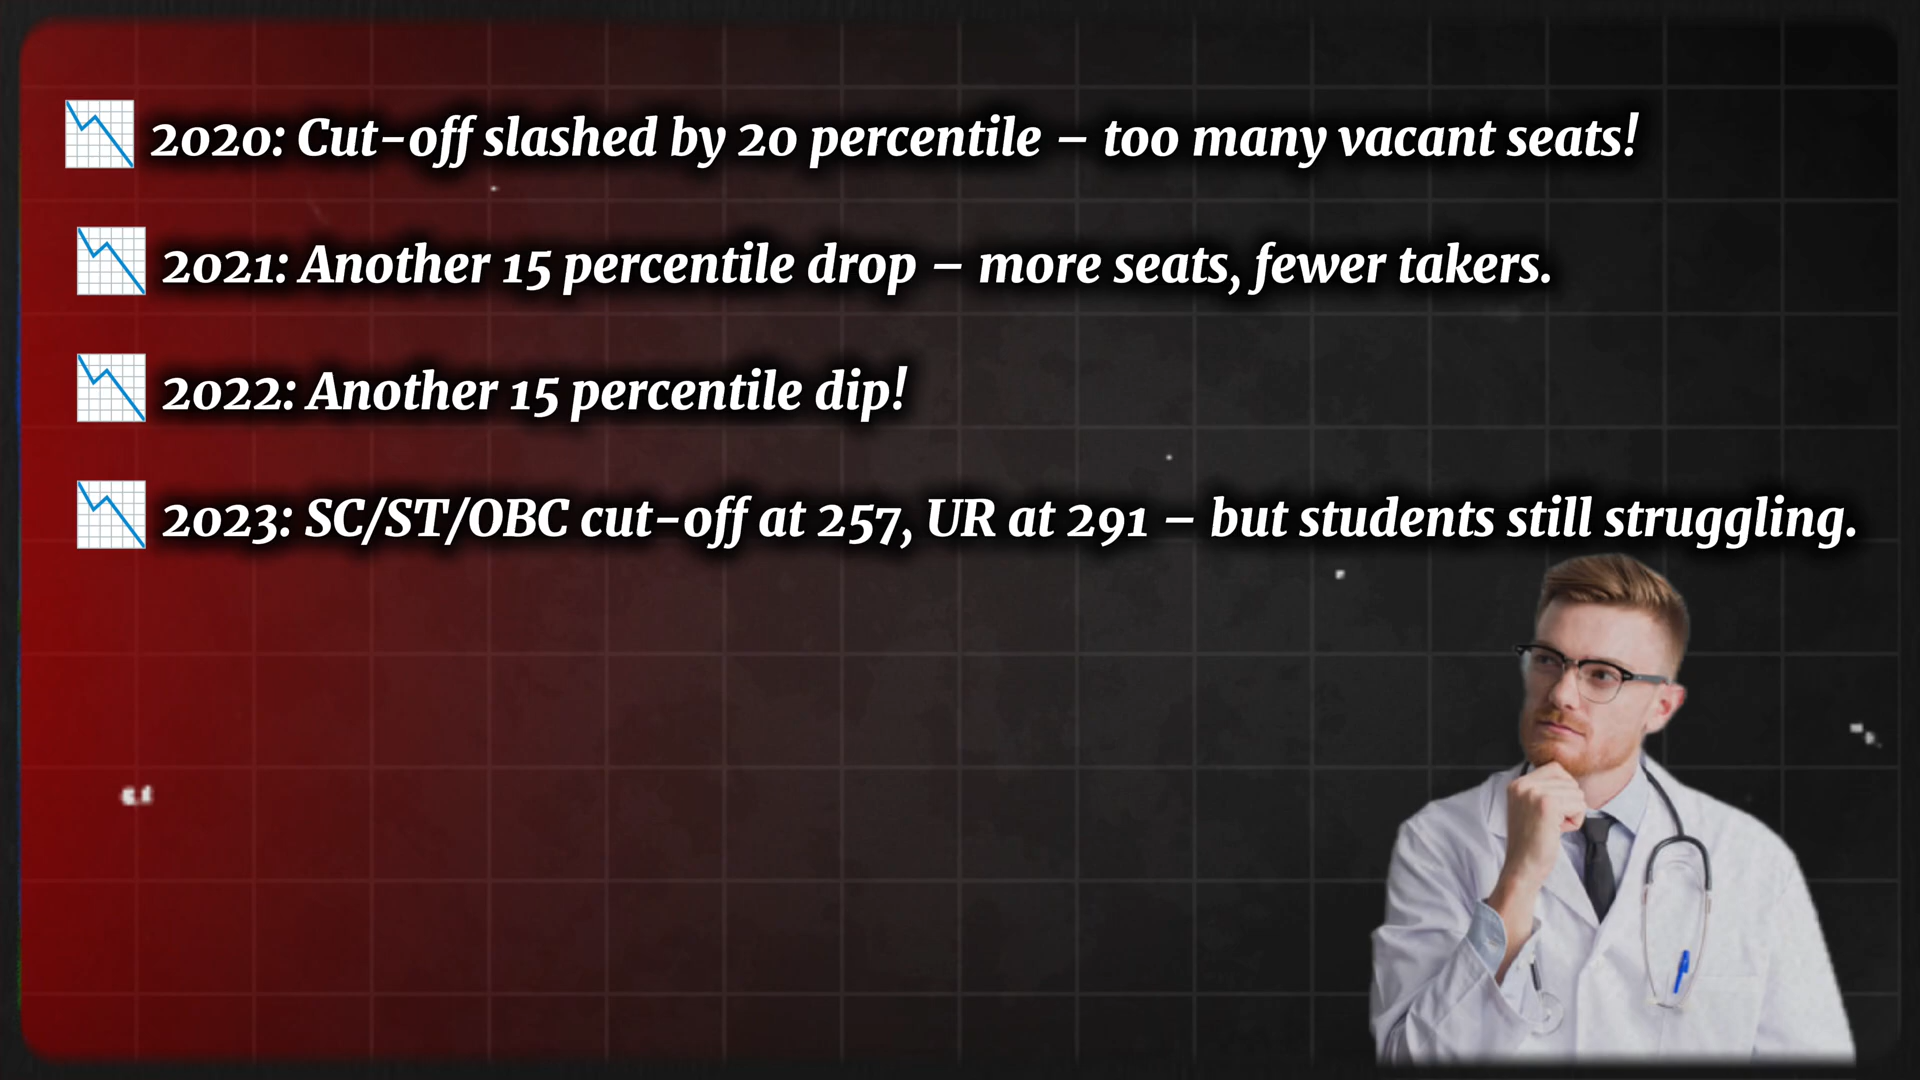 2020: Cut-off slashed by 20 percentile – too many vacant seats!
2021: Another 15 percentile drop – more seats, fewer takers.
2022: Another 15 percentile dip!
2023: SC/ST/OBC cut-off at 257, UR at 291 – but students still struggling.